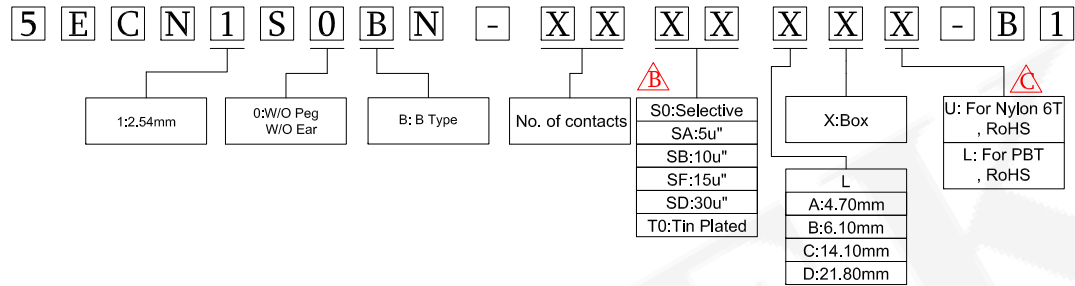 5 E C N 1 S 0 B N - X X X X X X X - B 1
1:2.54mm
0:W/O Peg
W/O Ear
B: B Type
No. of contacts
B
S0:Selective
SA:5u"
SB:10u"
SF:15u"
SD:30u"
T0:Tin Plated
L
A:4.70mm
B:6.10mm
C:14.10mm
D:21.80mm
X:Box
C
U: For Nylon 6T
, RoHS
L: For PBT
, RoHS